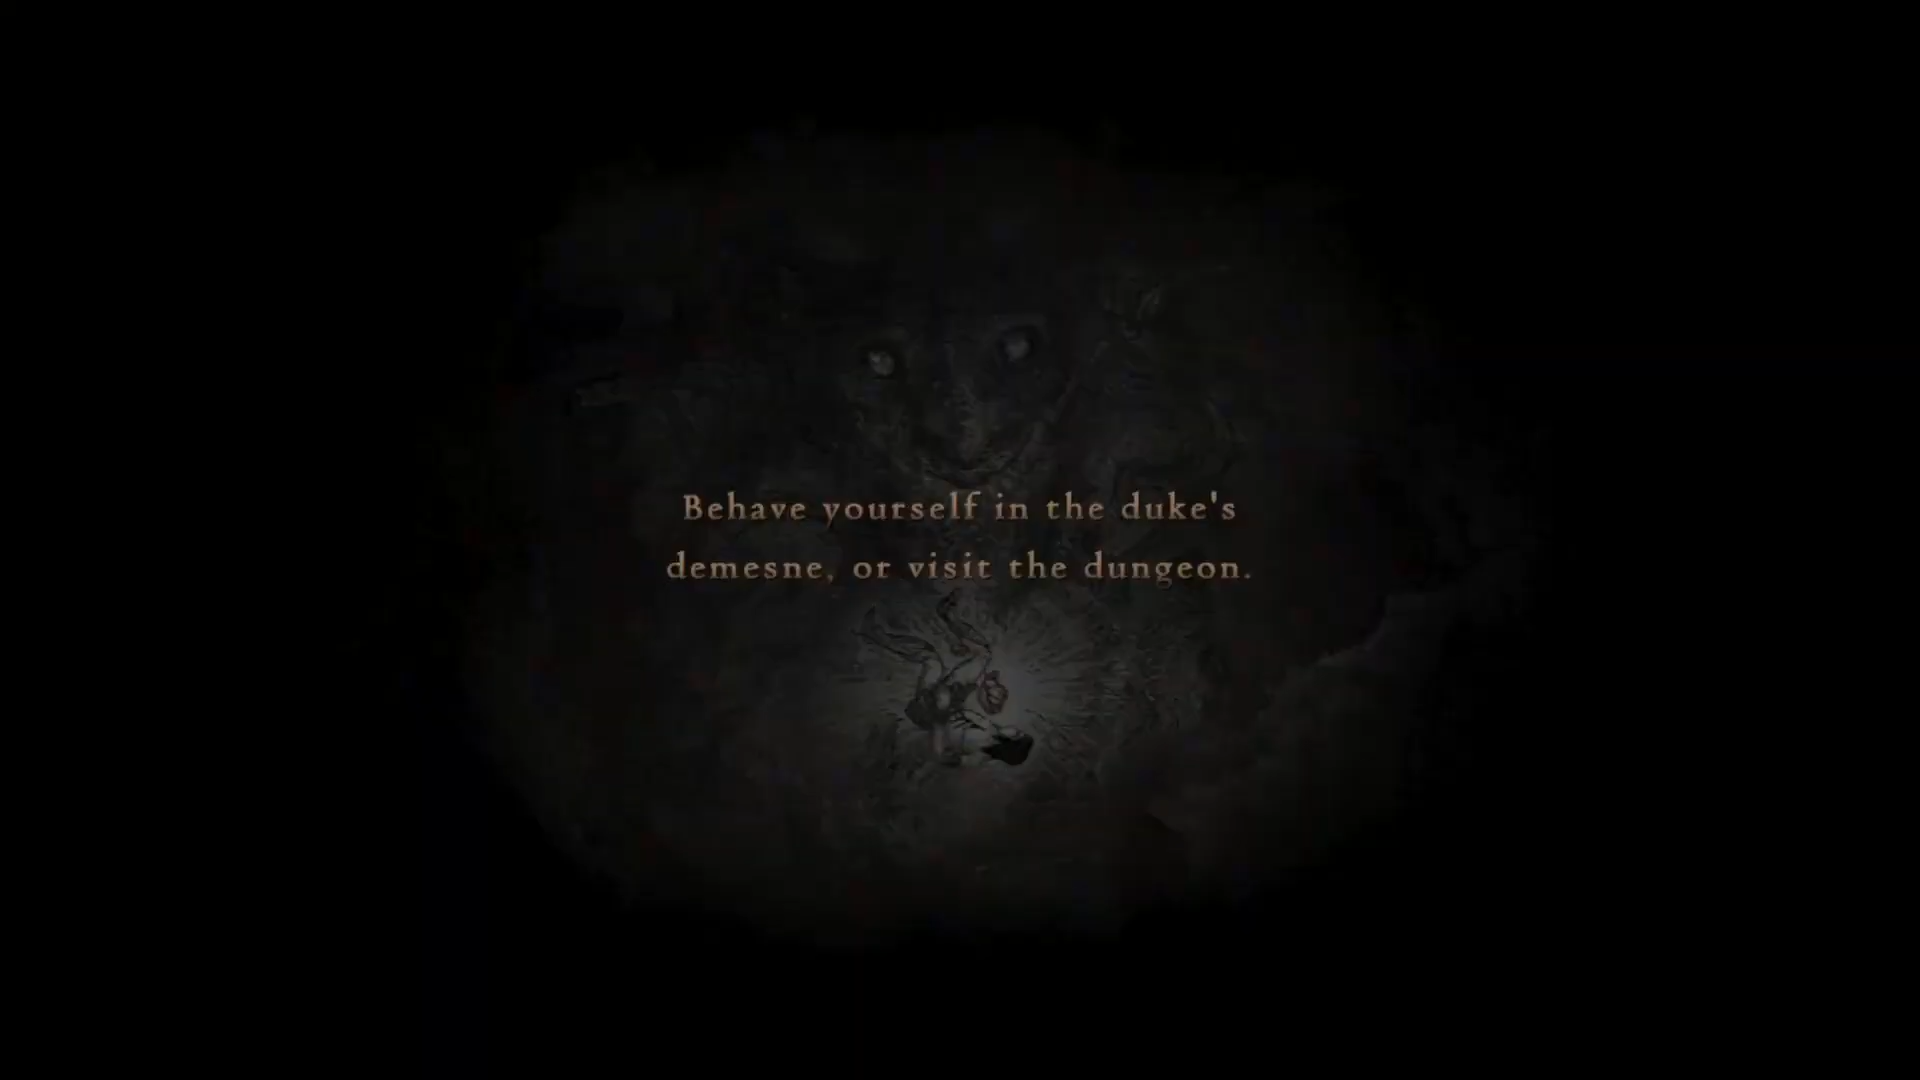 Behave yourself in the duke's
demesne, or visit the dungeon.